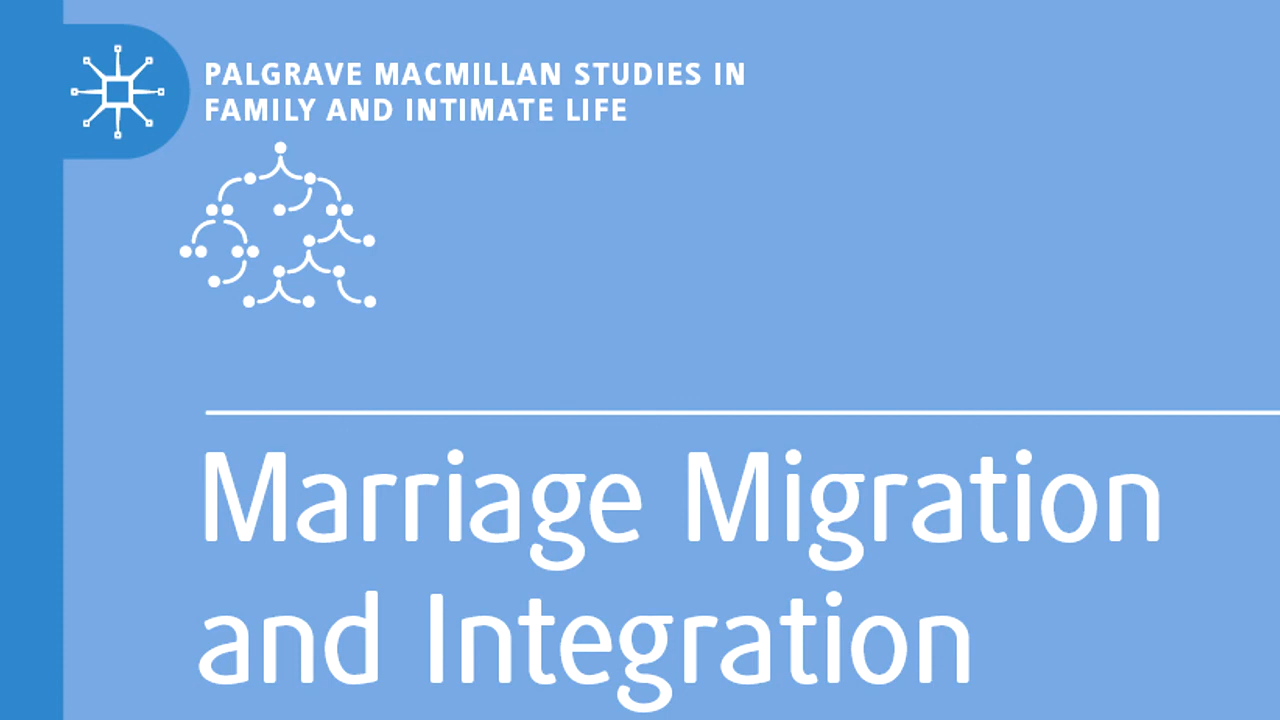 PALGRAVE MACMILLAN STUDIES IN
FAMILY AND INTIMATE LIFE
Marriage Migration
and Integration